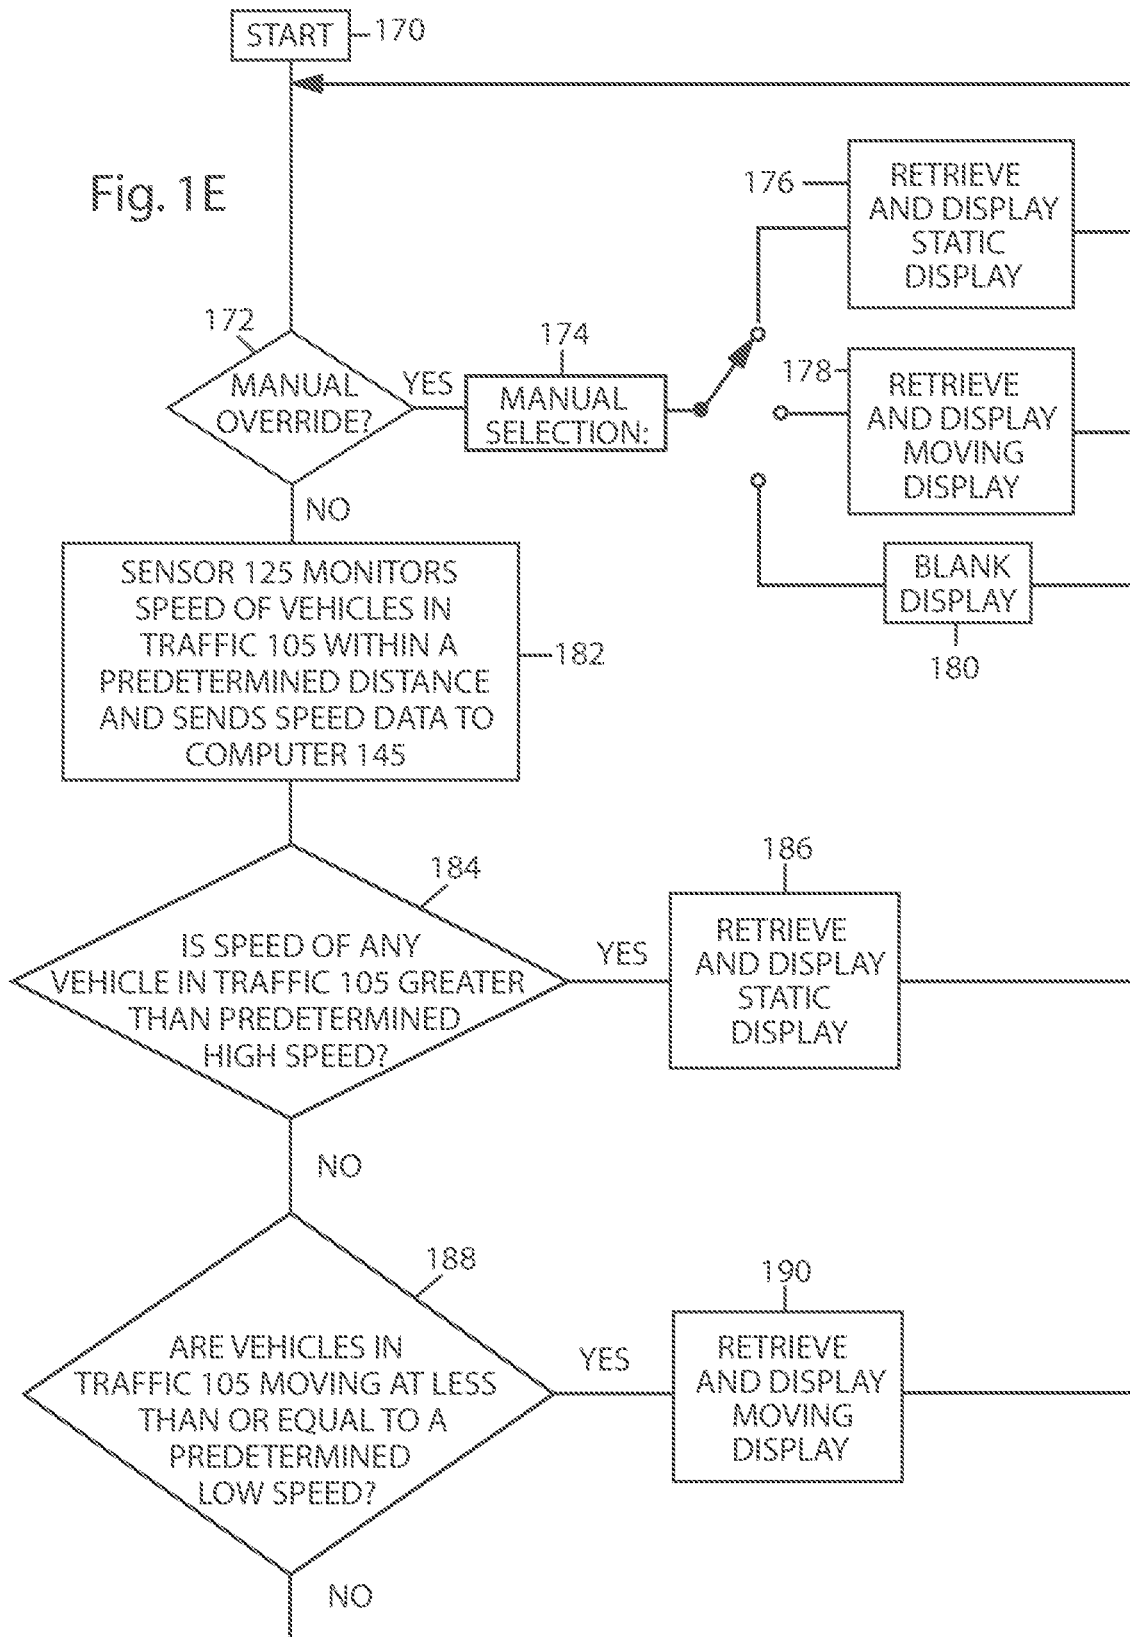 START
170
Fig. 1E
176
RETRIEVE
AND DISPLAY
STATIC
DISPLAY
172
MANUAL
OVERRIDE?
YES
174
MANUAL
SELECTION:
178
RETRIEVE
AND DISPLAY
MOVING
DISPLAY
NO
BLANK
DISPLAY
180
SENSOR 125 MONITORS
SPEED OF VEHICLES IN
TRAFFIC 105 WITHIN A
PREDETERMINED DISTANCE
AND SENDS SPEED DATA TO
COMPUTER 145
182
184
IS SPEED OF ANY
VEHICLE IN TRAFFIC 105 GREATER
THAN PREDETERMINED
HIGH SPEED?
YES
186
RETRIEVE
AND DISPLAY
STATIC
DISPLAY
NO
188
ARE VEHICLES IN
TRAFFIC 105 MOVING AT LESS
THAN OR EQUAL TO A
PREDETERMINED
LOW SPEED?
YES
190
RETRIEVE
AND DISPLAY
MOVING
DISPLAY
NO